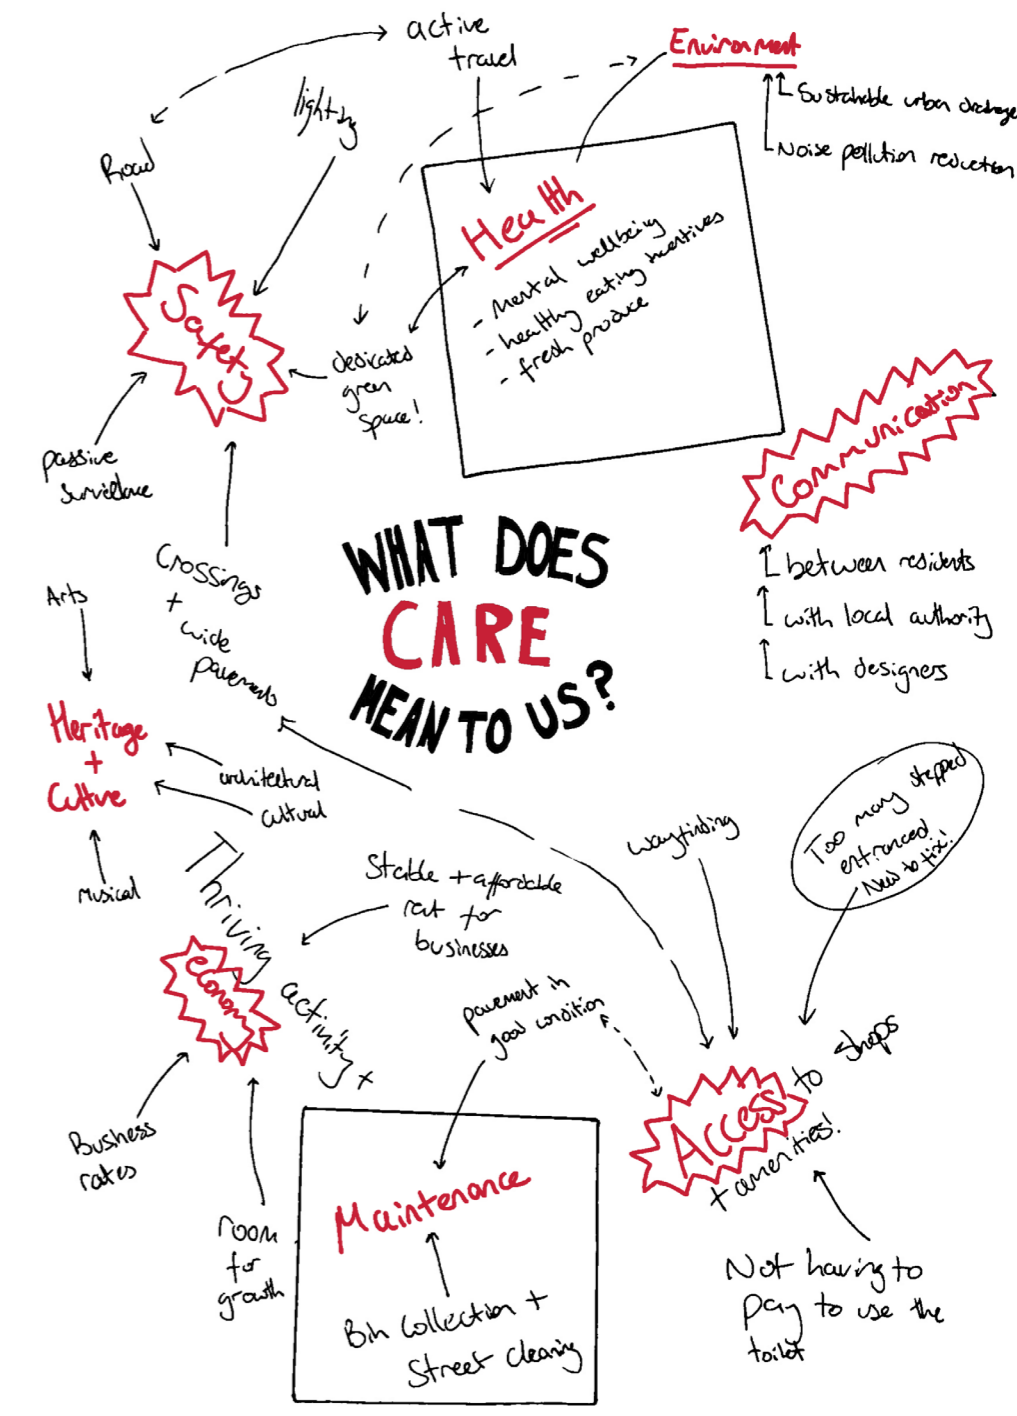 active
travel
Environment
Sustainable urban drainage
Noise pollution reduction
lighting
Road
Health
- mental wellbeing
- healthy eating incentives
- fresh produce
Safety
dedicated
green
space!
passive
surveillance
Communication
between residents
with local authority
with designers
Crossings
+
wide
pavements
WHAT DOES
CARE
MEAN TO US?
Arts
Heritage
+
Culture
architectural
cultural
Musical
Thriving
economy
activity +
Stable + affordable
rent for
businesses
Business
rates
room
for
growth
pavement in
good condition
Maintenance
Bin Collection +
Street cleaning
wayfinding
Too many stepped
entranced
Need to fix!
Access to shops
+ amenities!
Not having to
pay to use the
toilet